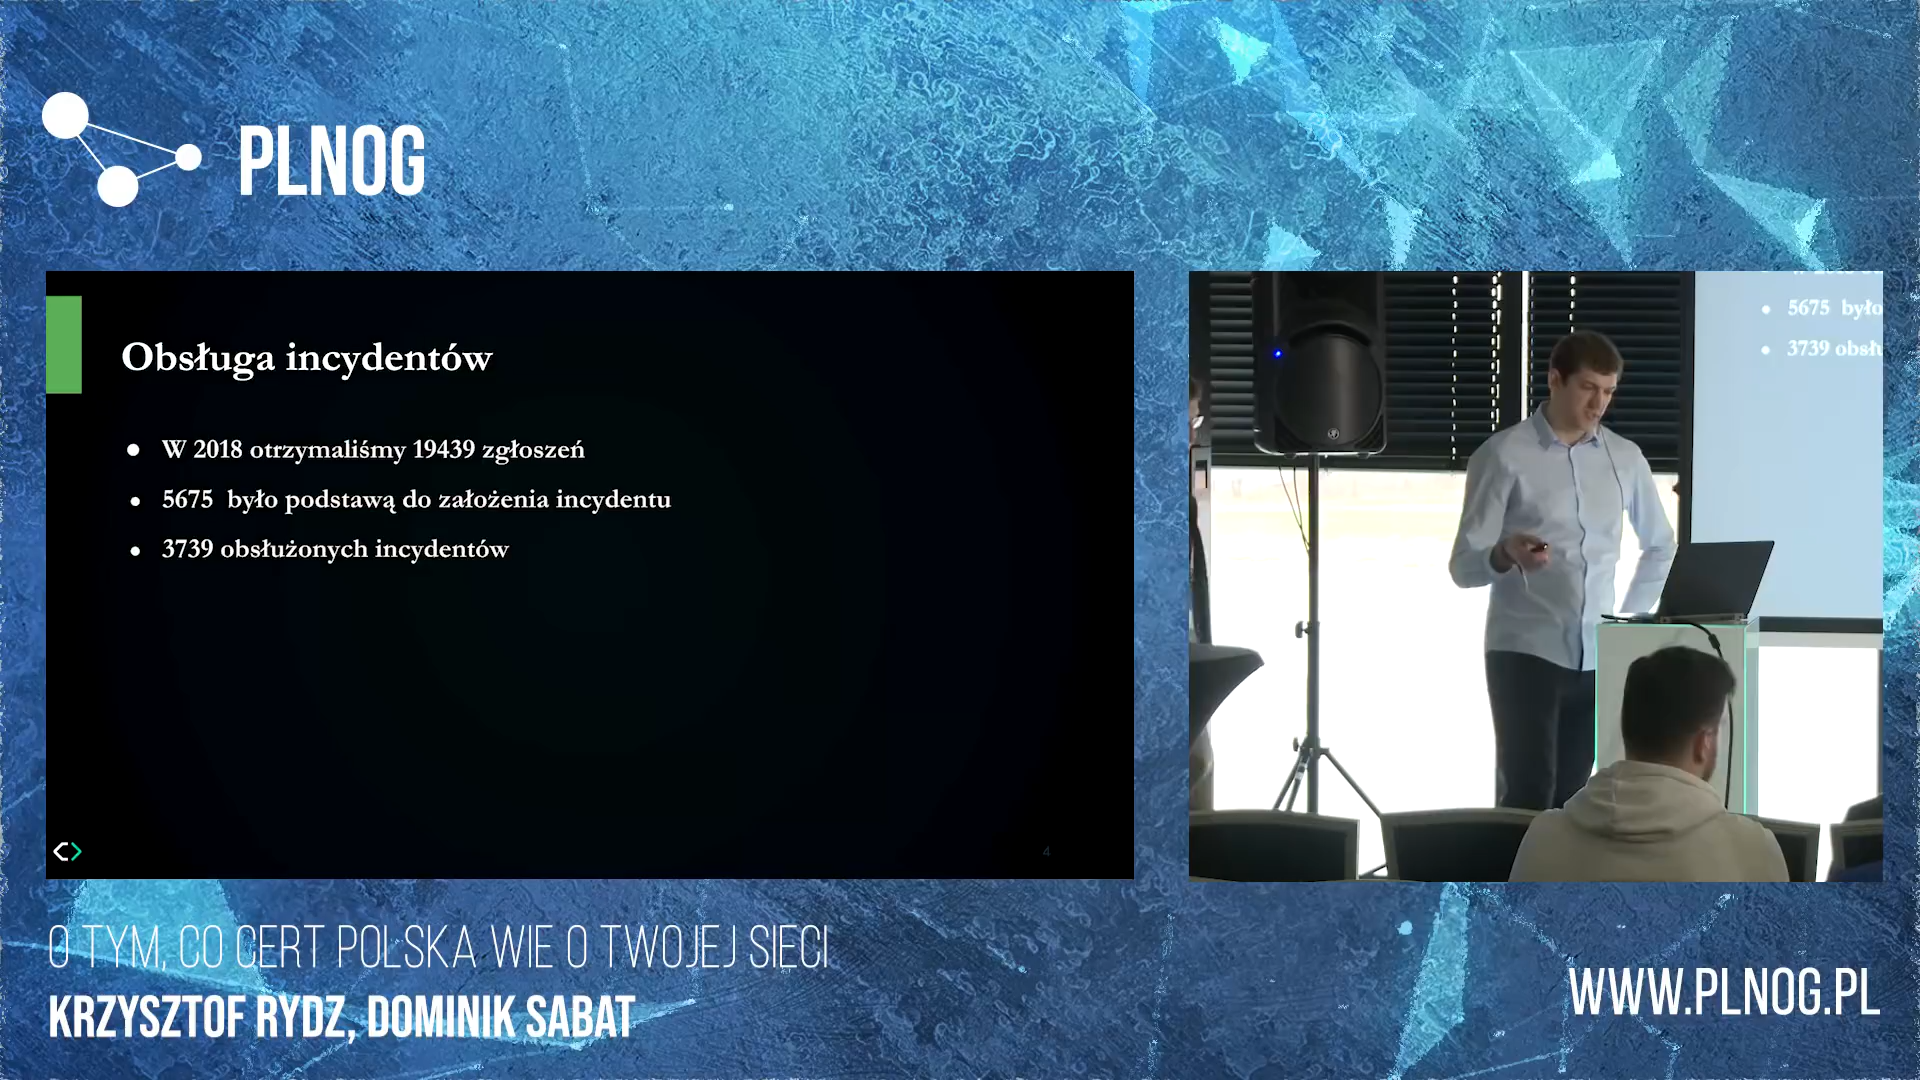 PLNOG
Obsługa incydentów
W 2018 otrzymaliśmy 19439 zgłoszeń
5675 było podstawą do założenia incydentu
3739 obsłużonych incydentów
4
5675 było
3739 obsłu
O TYM, CO CERT POLSKA WIE O TWOJEJ SIECI
KRZYSZTOF RYDZ, DOMINIK SABAT
WWW.PLNOG.PL